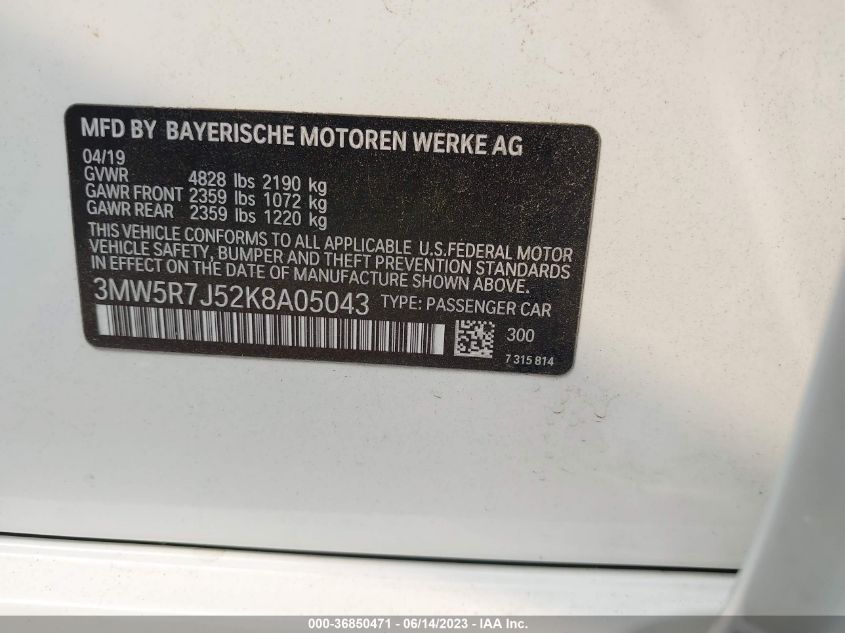 MFD BY BAYERISCHE MOTOREN WERKE AG
04/19
GVWR 4828 lbs 2190 kg
GAWR FRONT 2359 lbs 1072 kg
GAWR REAR 2359 lbs 1220 kg
THIS VEHICLE CONFORMS TO ALL APPLICABLE U.S.FEDERAL MOTOR
VEHICLE SAFETY, BUMPER AND THEFT PREVENTION STANDARDS
IN EFFECT ON THE DATE OF MANUFACTURE SHOWN ABOVE.
3MW5R7J52K8A05043 TYPE: PASSENGER CAR
300
7 315 814
000-36850471 - 06/14/2023 - IAA Inc.